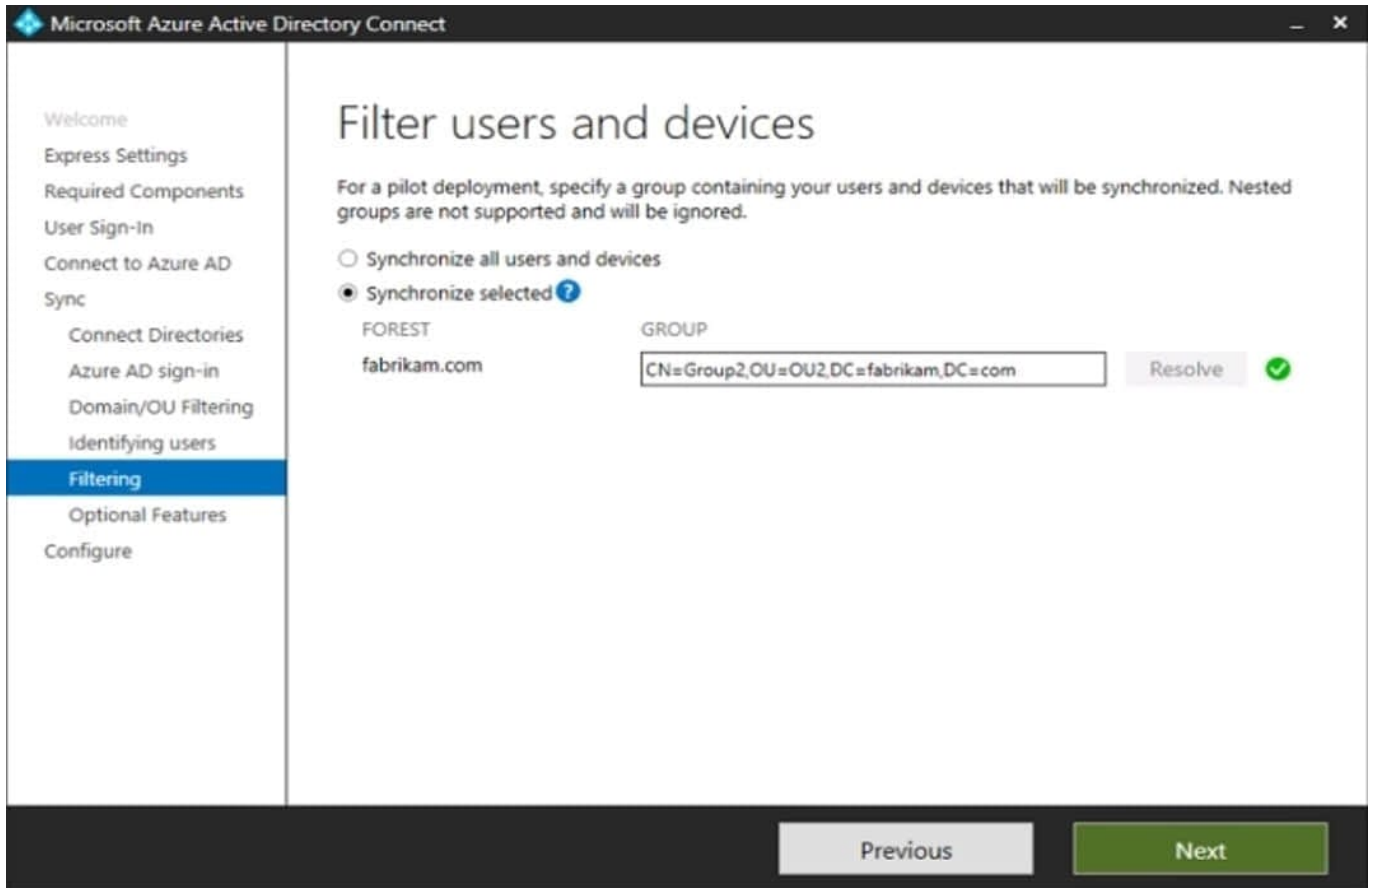 Microsoft Azure Active Directory Connect
Welcome
Express Settings
Required Components
User Sign-In
Connect to Azure AD
Sync
Connect Directories
Azure AD sign-in
Domain/OU Filtering
Identifying users
Filtering
Optional Features
Configure
Filter users and devices
For a pilot deployment, specify a group containing your users and devices that will be synchronized. Nested
groups are not supported and will be ignored.
Synchronize all users and devices
Synchronize selected ?
FOREST GROUP
fabrikam.com CN=Group2,OU=OU2,DC=fabrikam,DC=com Resolve
Previous Next